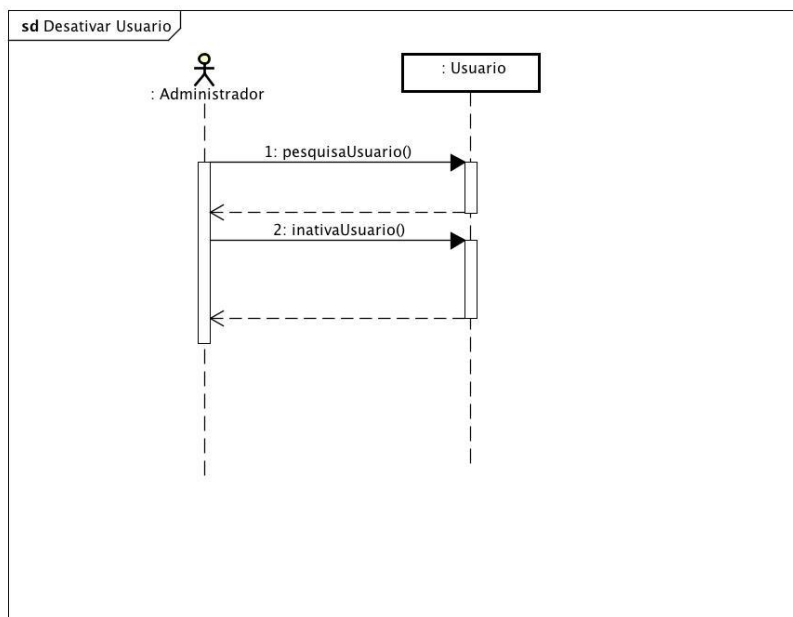 sd Desativar Usuario
: Administrador
: Usuario
1: pesquisaUsuario()
2: inativaUsuario()